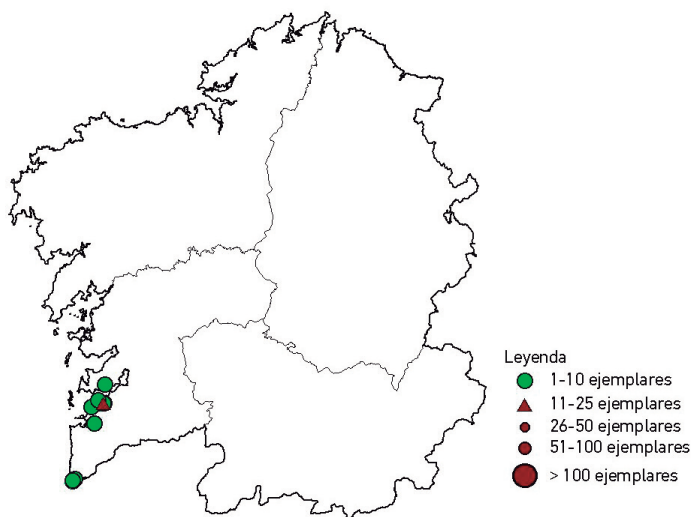 Leyenda
1-10 ejemplares
11-25 ejemplares
26-50 ejemplares
51-100 ejemplares
> 100 ejemplares